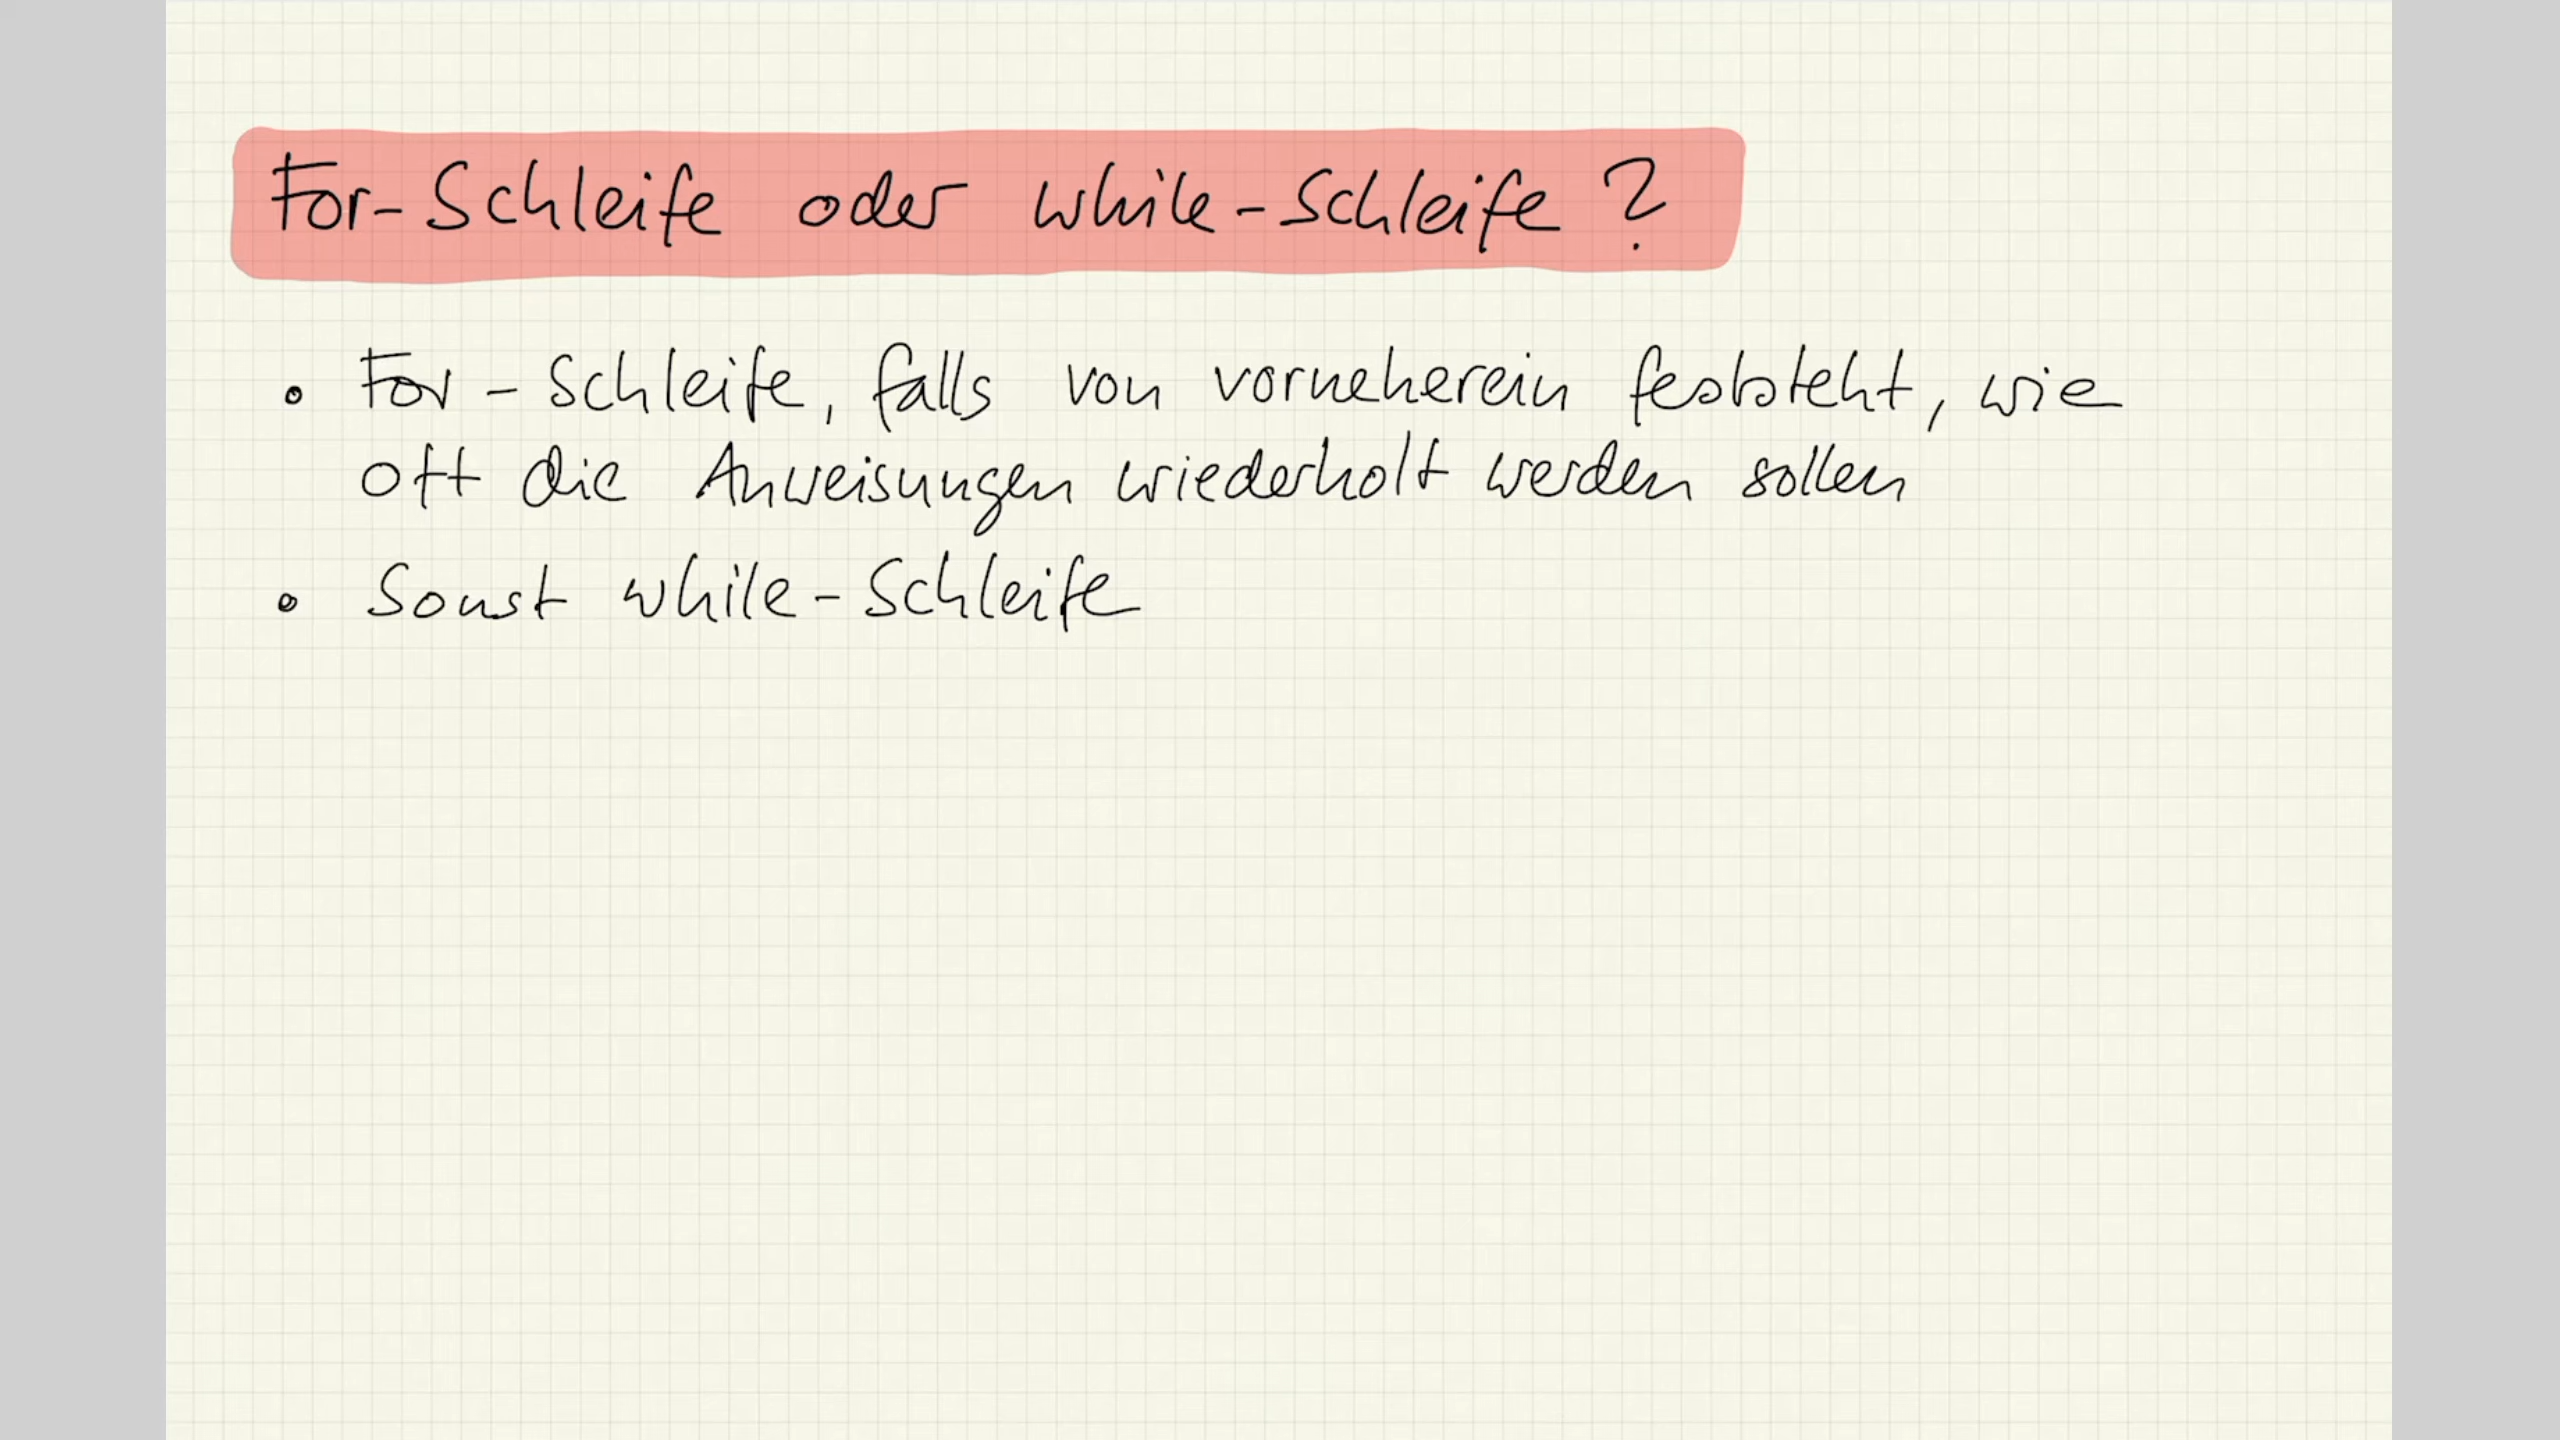 For-Schleife oder while-Schleife?
• For-Schleife, falls von vorneherein feststeht, wie
oft die Anweisungen wiederholt werden sollen
• Sonst while-Schleife